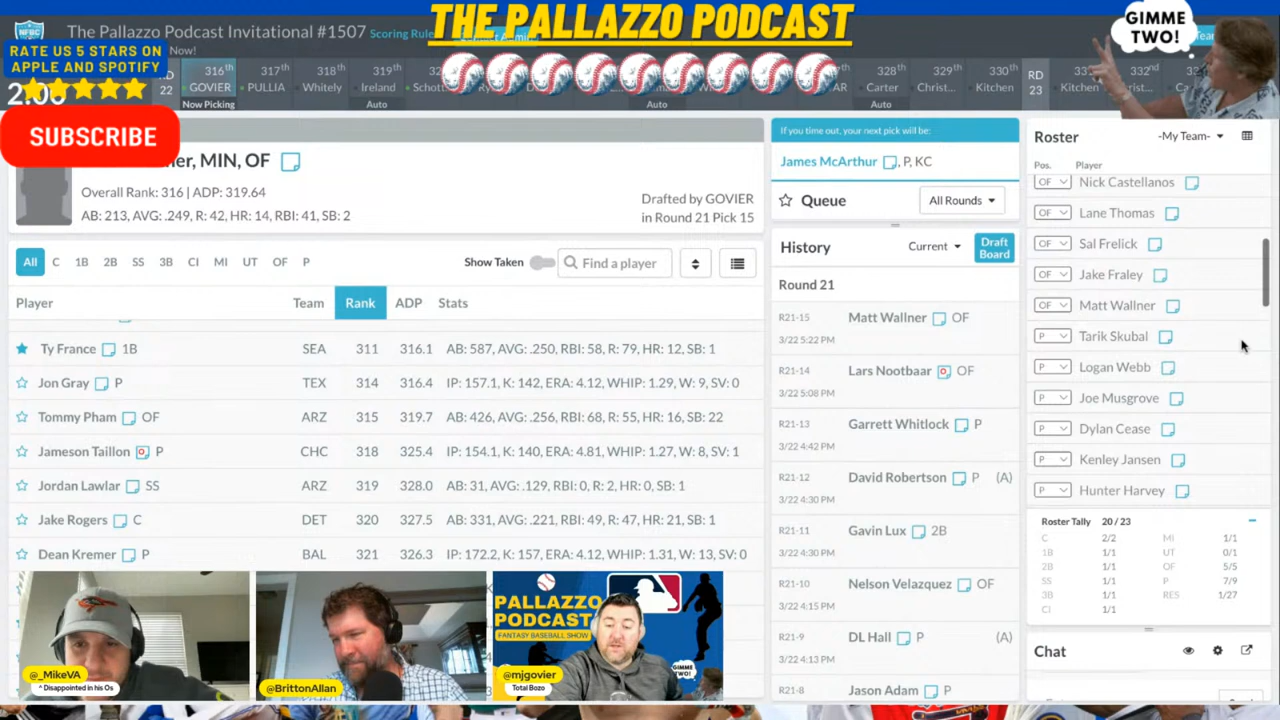 THE PALLAZZO PODCAST
GIMME
TWO!
The Pallazzo Podcast Invitational #1507
Scoring Rule
Now!
RATE US 5 STARS ON
APPLE AND SPOTIFY
SUBSCRIBE
RD
22
316th
GOVIER
Now Picking
317th
PULLIA
318th
Whitely
319th
Ireland
Auto
Schott
Auto
AR
328th
Carter
Auto
329th
Christ...
330th
Kitchen
RD
23
Kitchen
332nd
er, MIN, OF
Overall Rank: 316 | ADP: 319.64
AB: 213, AVG: .249, R: 42, HR: 14, RBI: 41, SB: 2
Drafted by GOVIER
in Round 21 Pick 15
All C 1B 2B SS 3B CI MI UT OF P
Show Taken
Find a player
Player Team Rank ADP Stats
Ty France 1B SEA 311 316.1 AB: 587, AVG: .250, RBI: 58, R: 79, HR: 12, SB: 1
Jon Gray P TEX 314 316.4 IP: 157.1, K: 142, ERA: 4.12, WHIP: 1.29, W: 9, SV: 0
Tommy Pham OF ARZ 315 319.7 AB: 426, AVG: .256, RBI: 68, R: 55, HR: 16, SB: 22
Jameson Taillon P CHC 318 325.4 IP: 154.1, K: 140, ERA: 4.81, WHIP: 1.27, W: 8, SV: 1
Jordan Lawlar SS ARZ 319 328.0 AB: 31, AVG: .129, RBI: 0, R: 2, HR: 0, SB: 1
Jake Rogers C DET 320 327.5 AB: 331, AVG: .221, RBI: 49, R: 47, HR: 21, SB: 1
Dean Kremer P BAL 321 326.3 IP: 172.2, K: 157, ERA: 4.12, WHIP: 1.31, W: 13, SV: 0
If you time out, your next pick will be:
James McArthur , P, KC
Queue
All Rounds
History
Current
Draft
Board
Round 21
R21-15 Matt Wallner OF
3/22 5:22 PM
R21-14 Lars Nootbaar OF
3/22 5:08 PM
R21-13 Garrett Whitlock P
3/22 4:42 PM
R21-12 David Robertson P (A)
3/22 4:30 PM
R21-11 Gavin Lux 2B
3/22 4:30 PM
R21-10 Nelson Velazquez OF
3/22 4:15 PM
R21-9 DL Hall P (A)
3/22 4:13 PM
R21-8 Jason Adam P
Roster
-My Team-
Pos. Player
OF Nick Castellanos
OF Lane Thomas
OF Sal Frelick
OF Jake Fraley
OF Matt Wallner
P Tarik Skubal
P Logan Webb
P Joe Musgrove
P Dylan Cease
P Kenley Jansen
P Hunter Harvey
Roster Tally 20 / 23
C 2/2 MI 1/1
1B 1/1 UT 0/1
2B 1/1 OF 5/5
SS 1/1 P 7/9
3B 1/1 RES 1/27
CI 1/1
Chat
@_MikeVA
^ Disappointed in his Os
@BrittonAllan
PALLAZZO
PODCAST
FANTASY BASEBALL SHOW
GIMME
TWO!
@mjgovier
Total Bozo